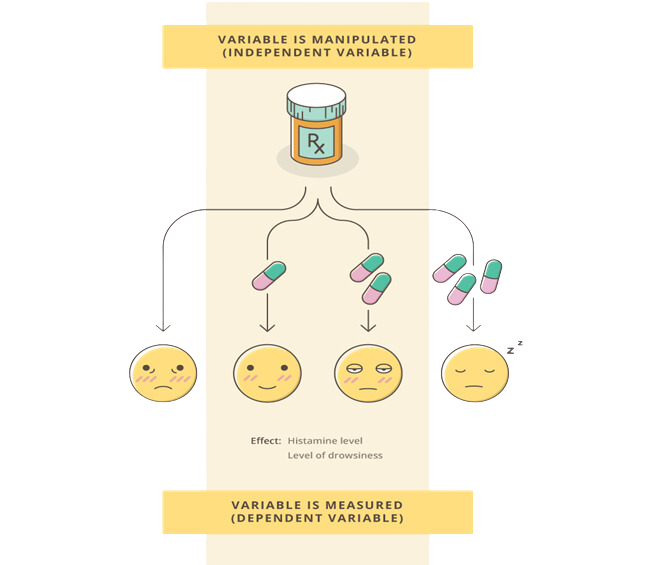 VARIABLE IS MANIPULATED
(INDEPENDENT VARIABLE)
Rx
z z
Effect: Histamine level
Level of drowsiness
VARIABLE IS MEASURED
(DEPENDENT VARIABLE)